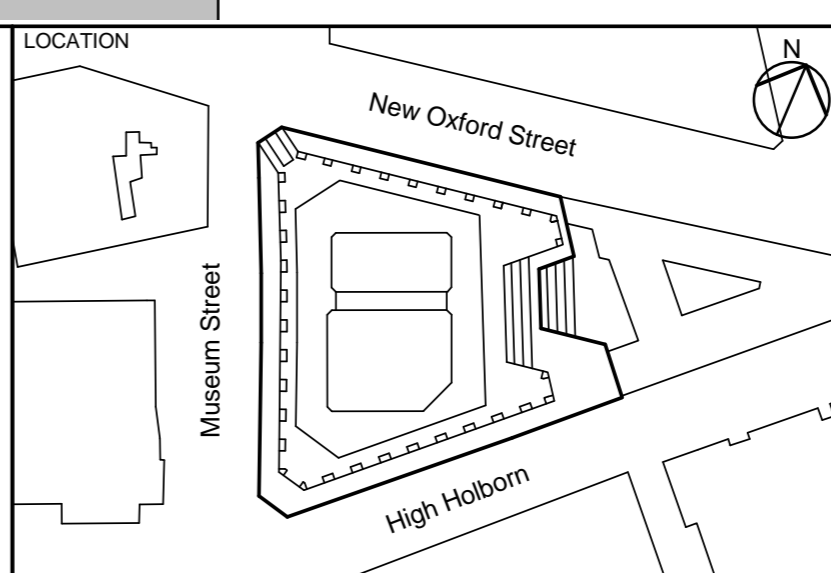 LOCATION
N
New Oxford Street
Museum Street
High Holborn